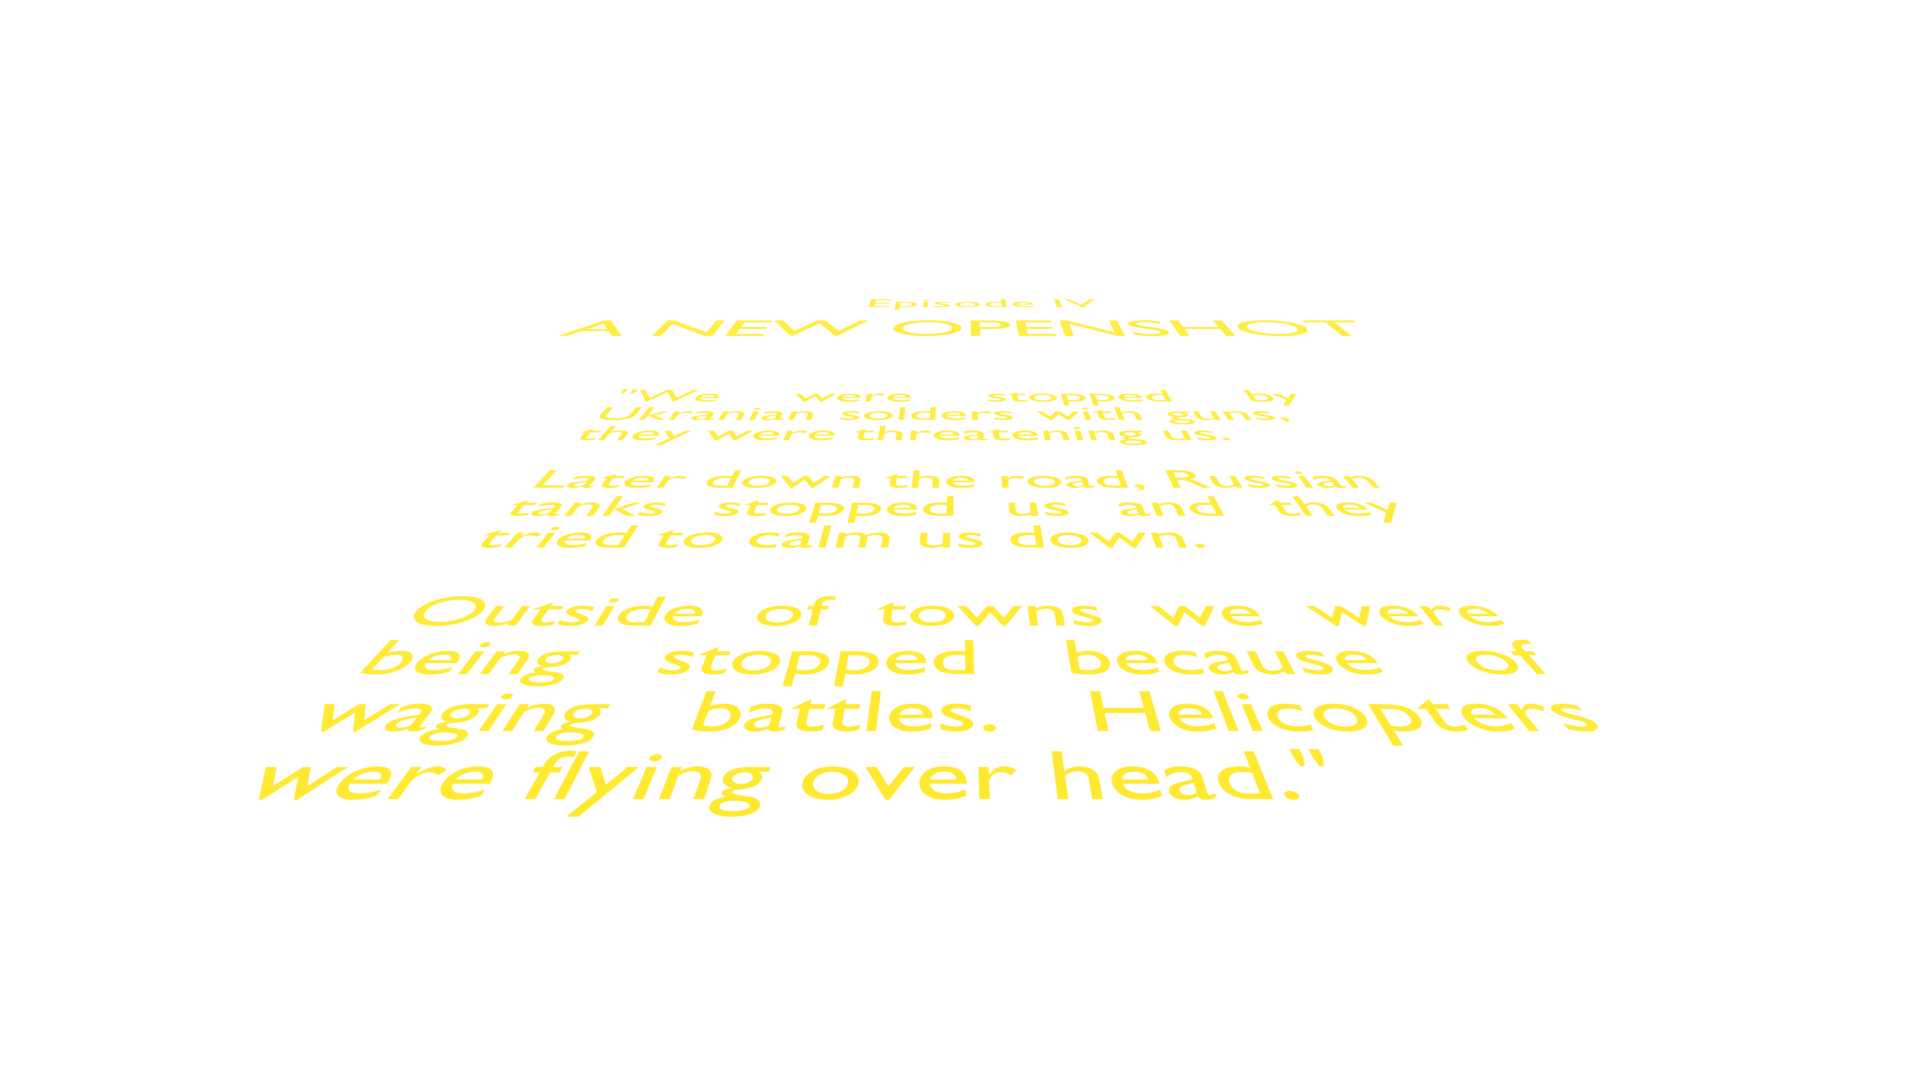 Episode IV
A NEW OPENSHOT
"We were stopped by
Ukranian solders with guns,
they were threatening us.
Later down the road, Russian
tanks stopped us and they
tried to calm us down.
Outside of towns we were
being stopped because of
waging battles. Helicopters
were flying over head."